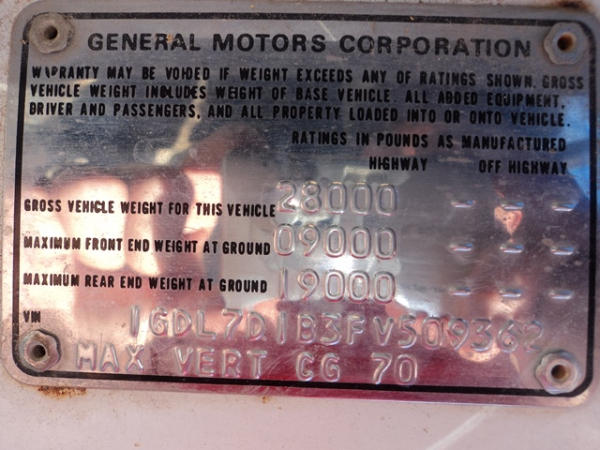 GENERAL MOTORS CORPORATION
WARRANTY MAY BE VOIDED IF WEIGHT EXCEEDS ANY OF RATINGS SHOWN. GROSS
VEHICLE WEIGHT INCLUDES WEIGHT OF BASE VEHICLE. ALL ADDED EQUIPMENT,
DRIVER AND PASSENGERS, AND ALL PROPERTY LOADED INTO OR ONTO VEHICLE.
RATINGS IN POUNDS AS MANUFACTURED
HIGHWAY OFF HIGHWAY
GROSS VEHICLE WEIGHT FOR THIS VEHICLE 28000 - - -
MAXIMUM FRONT END WEIGHT AT GROUND 09000 - - -
MAXIMUM REAR END WEIGHT AT GROUND 19000 - - -
VIN 1GDL7D1B3FV509362
MAX VERT CG 70